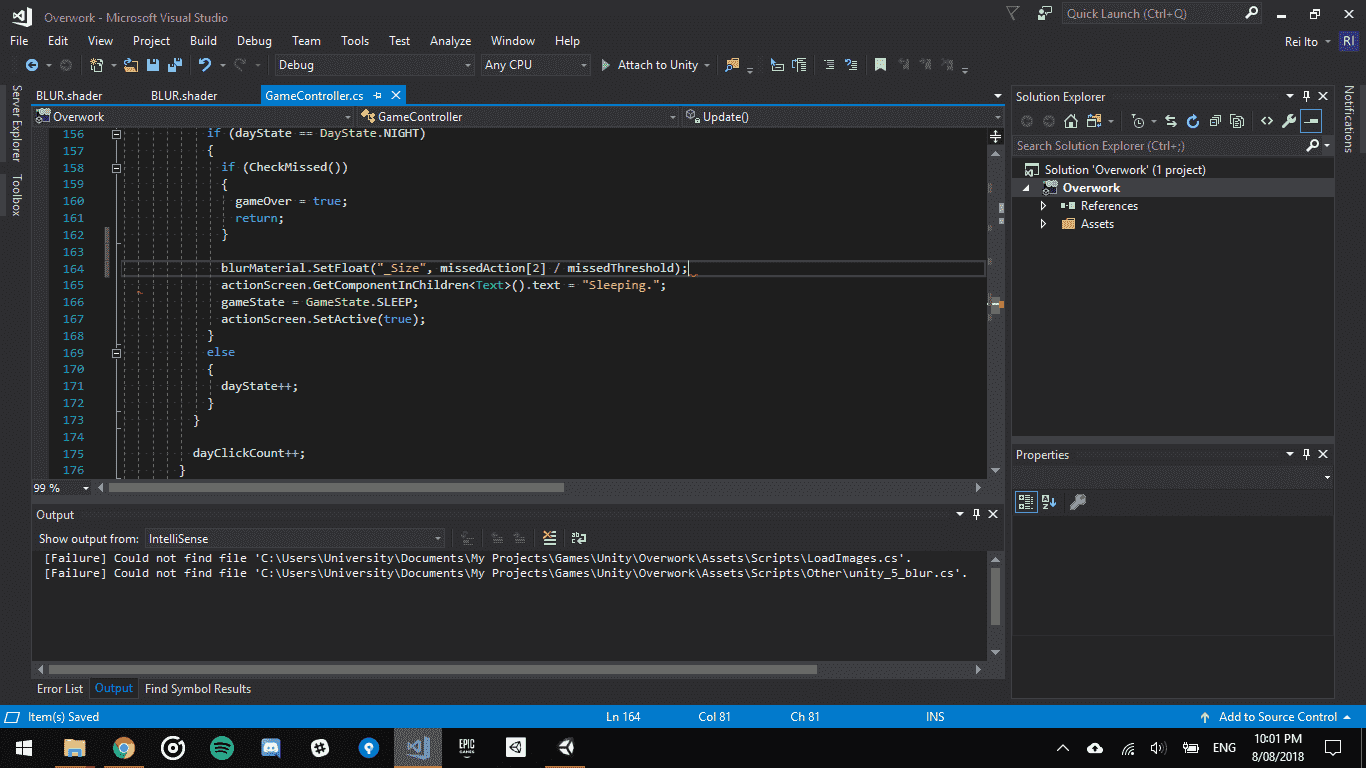 Overwork - Microsoft Visual Studio
Quick Launch (Ctrl+Q)
File Edit View Project Build Debug Team Tools Test Analyze Window Help
Rei Ito RI
Debug Any CPU Attach to Unity
Server Explorer
Toolbox
BLUR.shader BLUR.shader GameController.cs
Overwork GameController Update()
156 if (dayState == DayState.NIGHT)
157 {
158 if (CheckMissed())
159 {
160 gameOver = true;
161 return;
162 }
163
164 blurMaterial.SetFloat("_Size", missedAction[2] / missedThreshold);
165 actionScreen.GetComponentInChildren<Text>().text = "Sleeping.";
166 gameState = GameState.SLEEP;
167 actionScreen.SetActive(true);
168 }
169 else
170 {
171 dayState++;
172 }
173 }
174
175 dayClickCount++;
176 }
99 %
Output
Show output from: IntelliSense
[Failure] Could not find file 'C:\Users\University\Documents\My Projects\Games\Unity\Overwork\Assets\Scripts\LoadImages.cs'.
[Failure] Could not find file 'C:\Users\University\Documents\My Projects\Games\Unity\Overwork\Assets\Scripts\Other\unity_5_blur.cs'.
Error List Output Find Symbol Results
Solution Explorer
Search Solution Explorer (Ctrl+;)
Solution 'Overwork' (1 project)
Overwork
References
Assets
Properties
Notifications
Item(s) Saved Ln 164 Col 81 Ch 81 INS Add to Source Control
EPIC GAMES
ENG
10:01 PM
8/08/2018